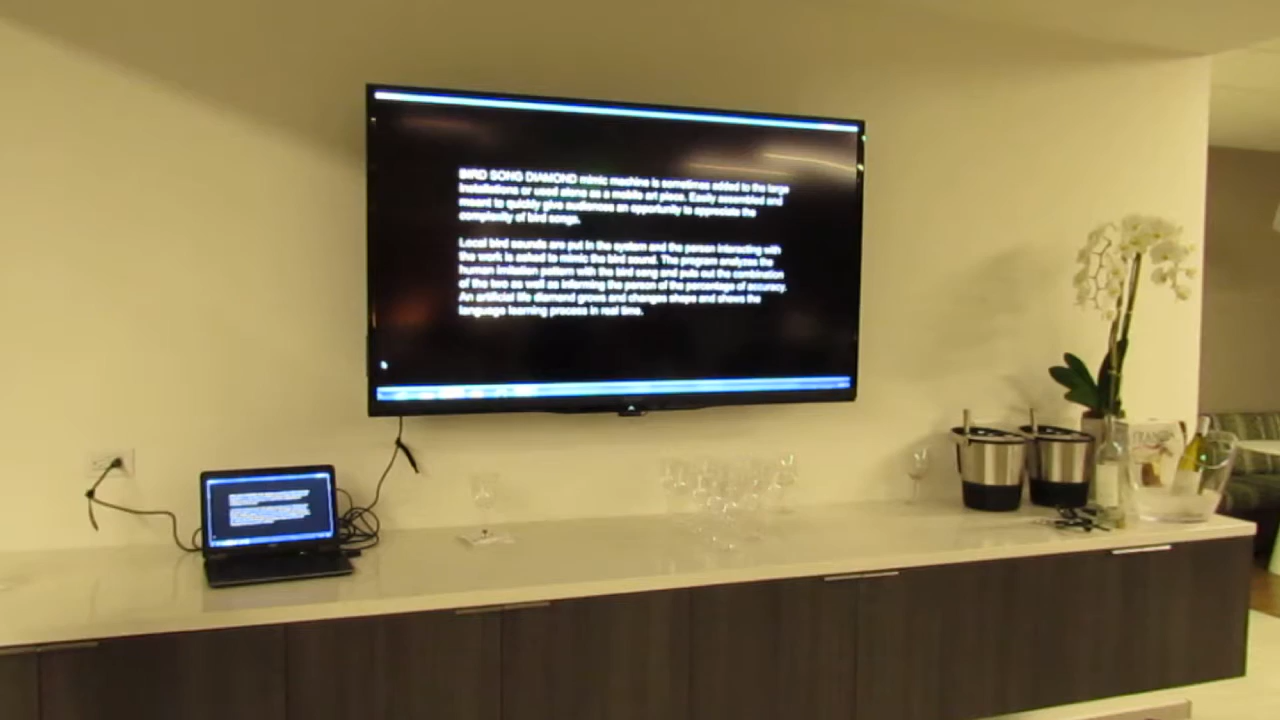 BIRD SONG DIAMOND mimic machine is sometimes added to the large
installations or used alone as a mobile art piece. Easily assembled and
meant to quickly give audiences an opportunity to appreciate the
complexity of bird songs.
Local bird sounds are put in the system and the person interacting with
the work is asked to mimic the bird sound. The program analyzes the
human imitation pattern with the bird song and puts out the combination
of the two as well as informing the person of the percentage of accuracy.
An artificial life diamond grows and changes shape and shows the
language learning process in real time.